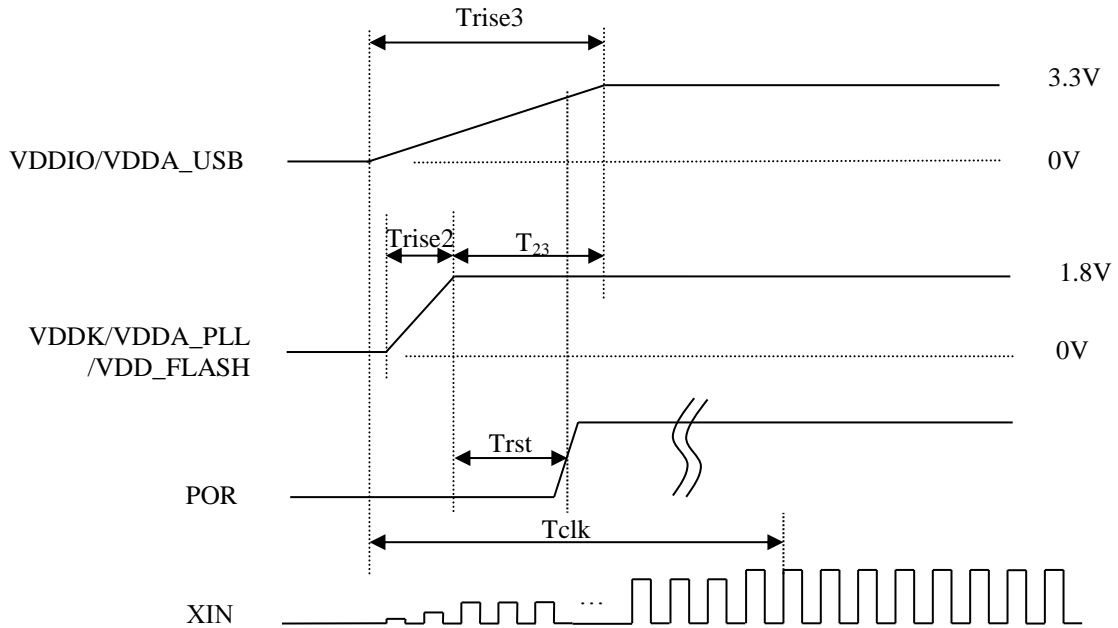 Trise3
3.3V
VDDIO/VDDA_USB
0V
Trise2
T23
1.8V
VDDK/VDDA_PLL
/VDD_FLASH
0V
Trst
POR
Tclk
...
XIN